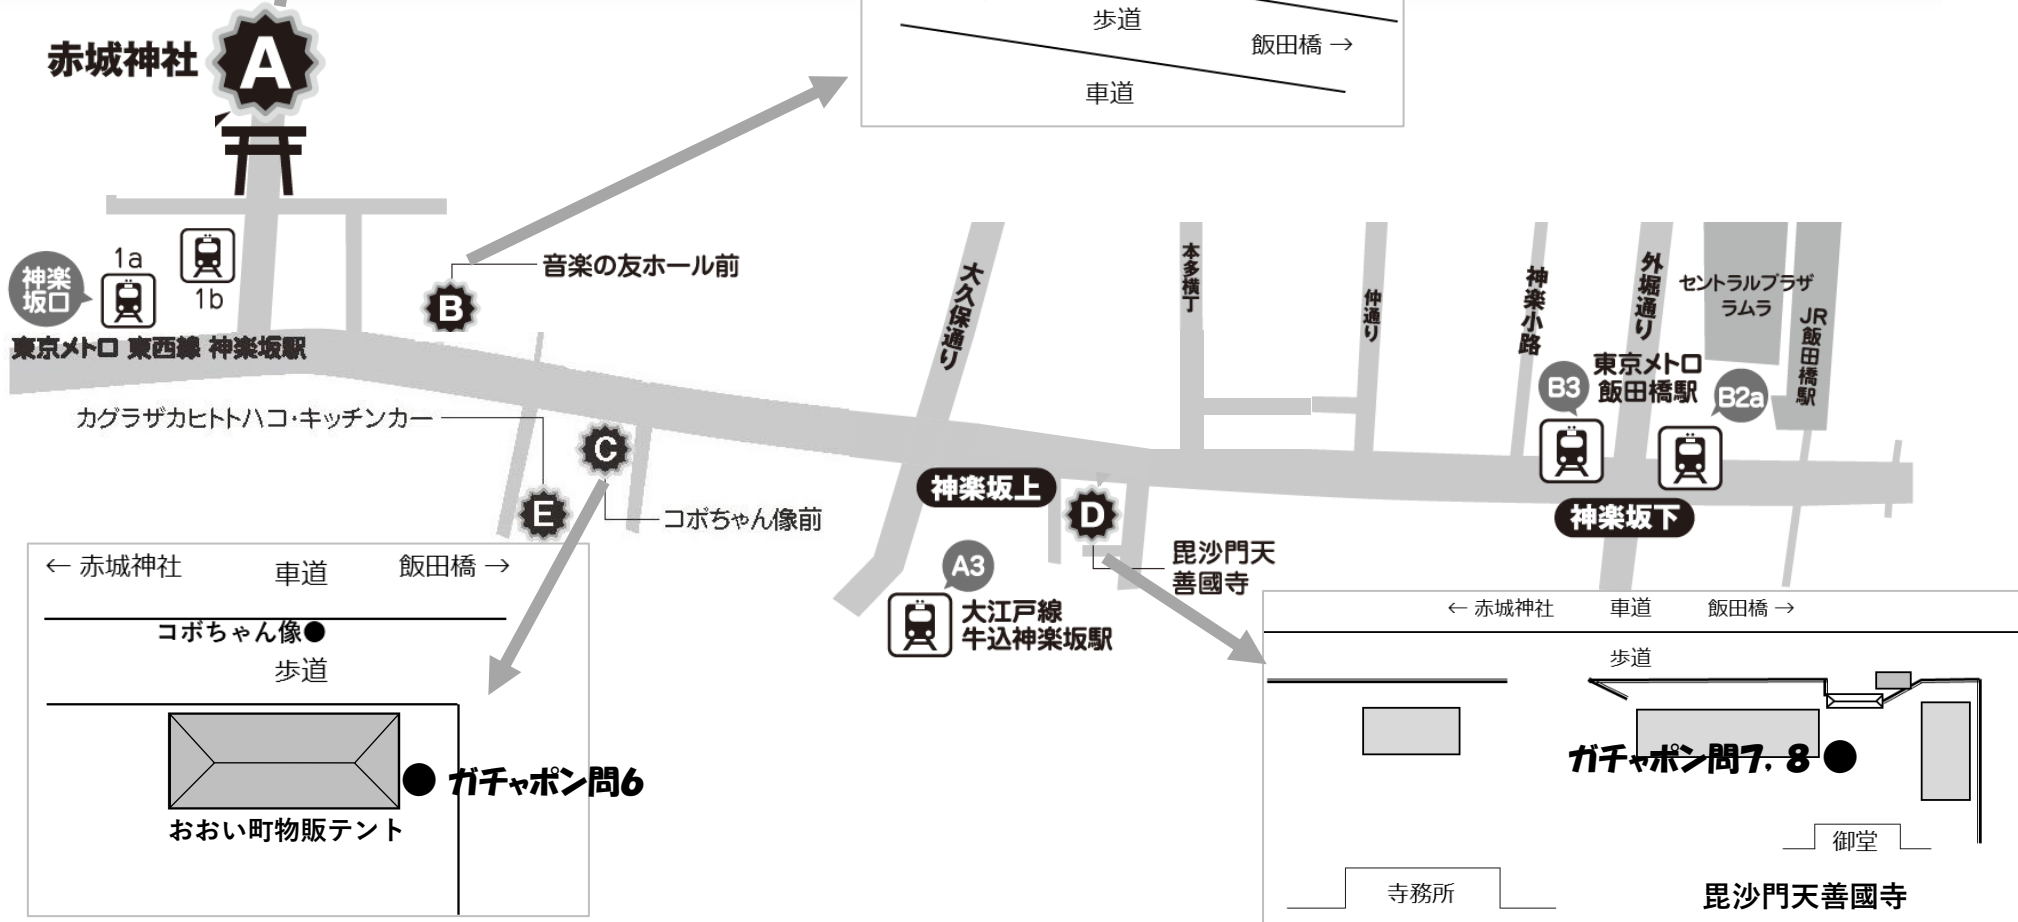 歩道
飯田橋 →
車道
赤城神社
A
神楽
坂口
1a
1b
東京メトロ 東西線 神楽坂駅
B
音楽の友ホール前
大久保通り
本多横丁
仲通り
神楽小路
外堀通り
セントラルプラザ
ラムラ
JR飯田橋駅
B3
東京メトロ
飯田橋駅
B2a
カグラザカヒトトハコ・キッチンカー
C
E
コボちゃん像前
神楽坂上
D
神楽坂下
毘沙門天
善國寺
A3
大江戸線
牛込神楽坂駅
← 赤城神社
車道
飯田橋 →
コボちゃん像●
歩道
● ガチャポン問6
おおい町物販テント
← 赤城神社
車道
飯田橋 →
歩道
ガチャポン問7, 8 ●
御堂
寺務所
毘沙門天善國寺